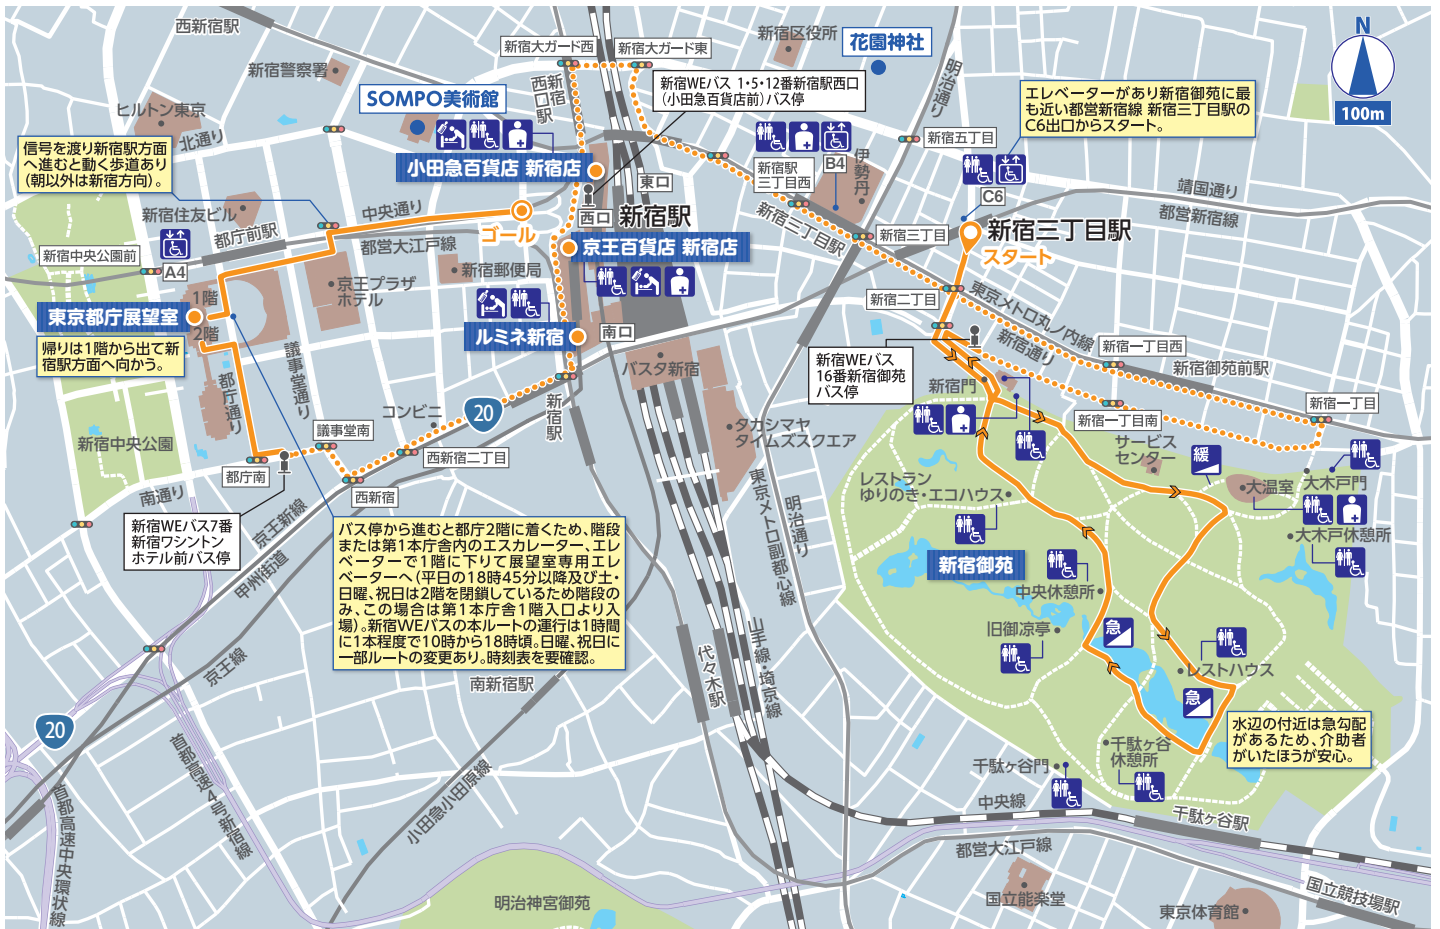 西新宿駅
新宿警察署
ヒルトン東京
北通り
信号を渡り新宿駅方面
へ進むと動く歩道あり
（朝以外は新宿方向）。
SOMPO美術館
新宿大ガード西
新宿大ガード東
西武
新宿駅
新宿西口駅
新宿区役所
花園神社
明治通り
新宿WEバス 1・5・12番新宿駅西口
（小田急百貨店前）バス停
エレベーターがあり新宿御苑に最
も近い都営新宿線 新宿三丁目駅の
C6出口からスタート。
N
100m
小田急百貨店 新宿店
東口
西口
新宿駅
新宿駅
三丁目西
B4
伊勢丹
新宿五丁目
C6
靖国通り
都営新宿線
新宿三丁目駅
新宿三丁目
新宿三丁目駅
スタート
新宿住友ビル
都庁前駅
中央通り
都営大江戸線
ゴール
京王百貨店 新宿店
新宿中央公園前
A4
京王プラザ
ホテル
新宿郵便局
東京都庁展望室
1階
2階
帰りは1階から出て新
宿駅方面へ向かう。
議事堂通り
都庁通り
ルミネ新宿
南口
バスタ新宿
新宿二丁目
東京メトロ丸ノ内線
新宿通り
新宿一丁目西
新宿御苑前駅
新宿一丁目
新宿一丁目南
新宿WEバス
16番新宿御苑
バス停
新宿門
サービス
センター
緩
大温室
大木戸門
大木戸休憩所
新宿中央公園
コンビニ
20
新宿駅
議事堂南
西新宿二丁目
都庁南
西新宿
南通り
京王新線
甲州街道
タカシマヤ
タイムズスクエア
東京メトロ副都心線
明治通り
レストラン
ゆりのき・エコハウス
新宿御苑
中央休憩所
旧御凉亭
急
レストハウス
急
新宿WEバス7番
新宿ワシントン
ホテル前バス停
バス停から進むと都庁2階に着くため、階段
または第1本庁舎内のエスカレーター、エレ
ベーターで1階に下りて展望室専用エレ
ベーターへ（平日の18時45分以降及び土・
日曜、祝日は2階を閉鎖しているため階段の
み、この場合は第1本庁舎1階入口より入
場）。新宿WEバスの本ルートの運行は1時間
に1本程度で10時から18時頃。日曜、祝日に
一部ルートの変更あり。時刻表を要確認。
水辺の付近は急勾配
があるため、介助者
がいたほうが安心。
京王線
南新宿駅
代々木駅
山手線・埼京線
20
首都高速4号新宿線
首都高速中央環状線
小田急小田原線
千駄ヶ谷
休憩所
千駄ヶ谷門
中央線
千駄ヶ谷駅
都営大江戸線
国立能楽堂
国立競技場駅
東京体育館
明治神宮御苑